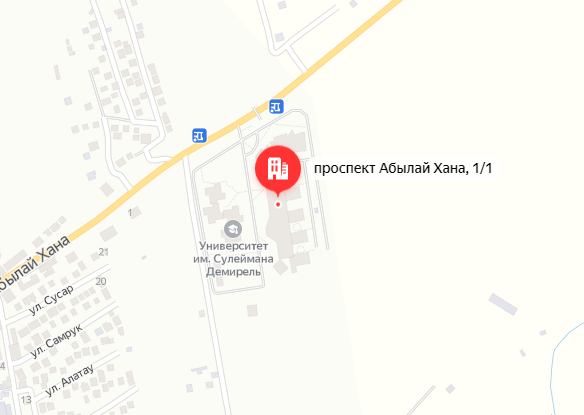 проспект Абылай Хана, 1/1
1
Абылай Хана
Университет
им. Сулеймана
Демирель
21
20
ул. Сусар
ул. Самрук
14
ул. Алатау
13